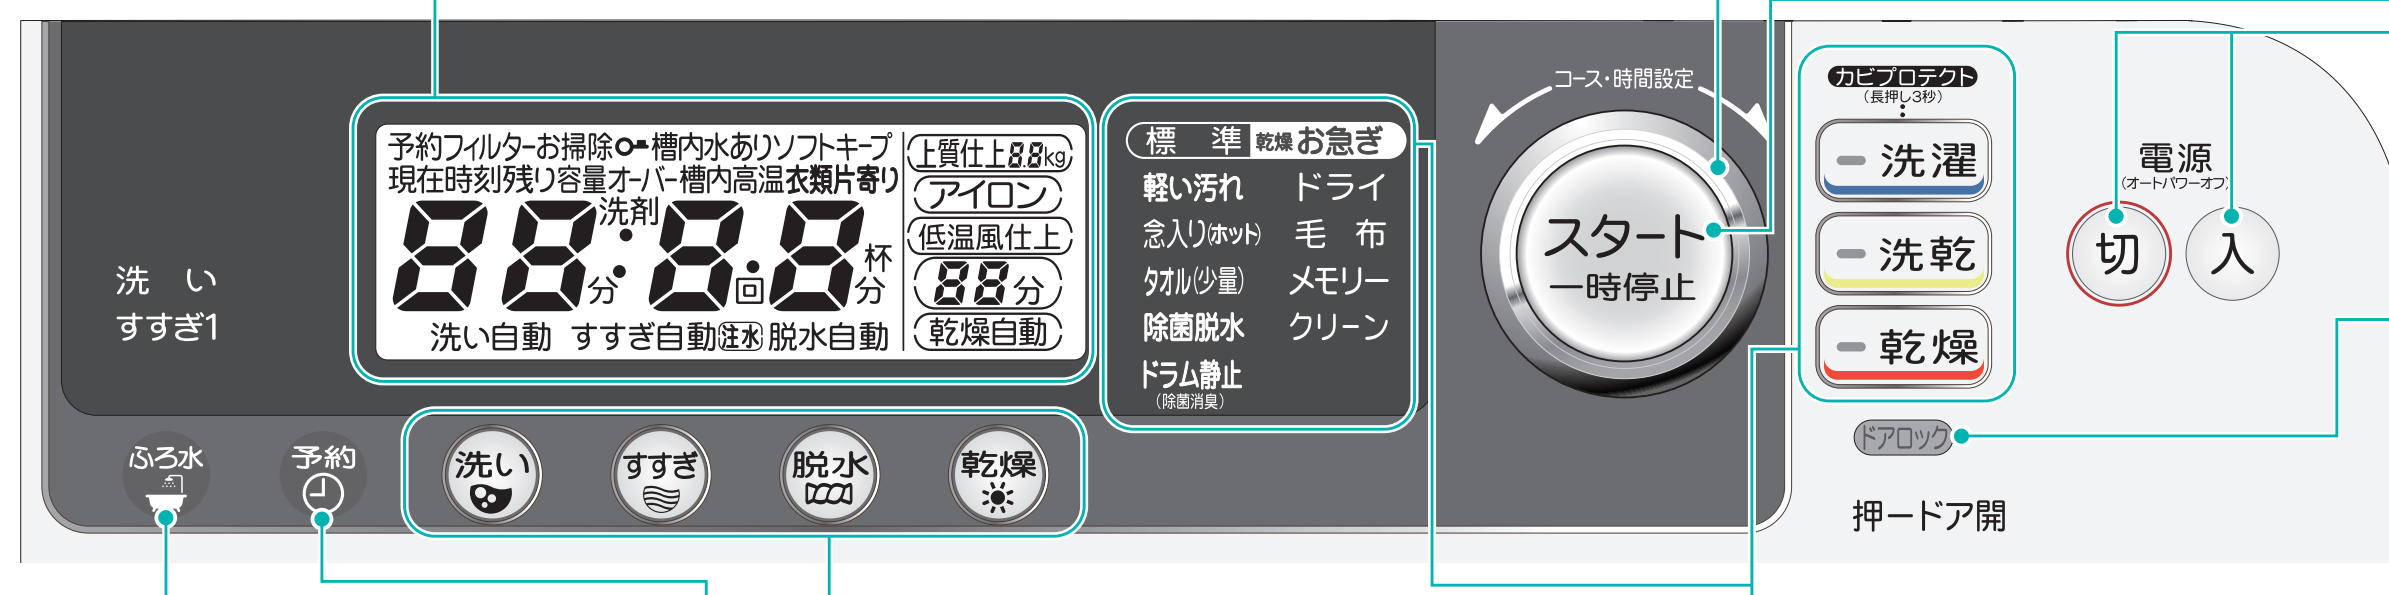 洗い
すすぎ1
予約フィルターお掃除 槽内水ありソフトキープ
現在時刻残り容量オーバー槽内高温衣類片寄り
洗剤
88:8.8
分
回
杯
分
洗い自動 すすぎ自動 注水 脱水自動
上質仕上8.8kg
アイロン
低温風仕上
88分
乾燥自動
標準 乾燥お急ぎ
軽い汚れ ドライ
念入り(ホット) 毛布
タオル(少量) メモリー
除菌脱水 クリーン
ドラム静止
(除菌消臭)
コース・時間設定
スタート
一時停止
カビプロテクト
(長押し3秒)
洗濯
洗乾
乾燥
電源
(オートパワーオフ)
切 入
ドアロック
押ードア開
ふろ水
予約
洗い
すすぎ
脱水
乾燥